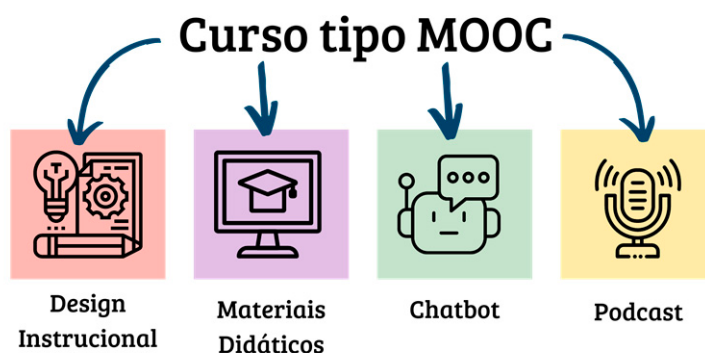 Curso tipo MOOC
Design
Instrucional
Materiais
Didáticos
Chatbot
Podcast